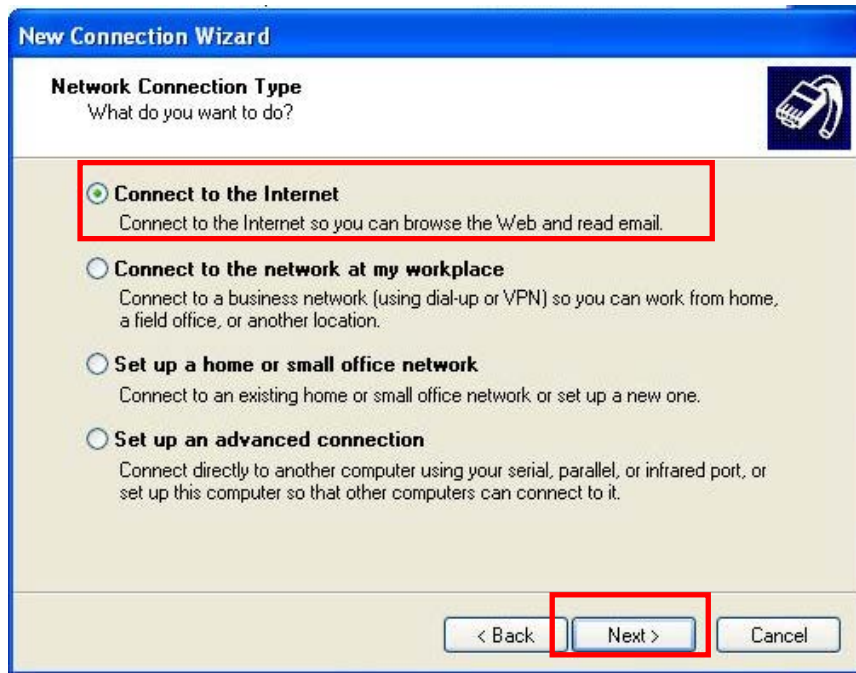 New Connection Wizard
Network Connection Type
What do you want to do?
Connect to the Internet
Connect to the Internet so you can browse the Web and read email.
Connect to the network at my workplace
Connect to a business network (using dial-up or VPN) so you can work from home,
a field office, or another location.
Set up a home or small office network
Connect to an existing home or small office network or set up a new one.
Set up an advanced connection
Connect directly to another computer using your serial, parallel, or infrared port, or
set up this computer so that other computers can connect to it.
< Back Next > Cancel